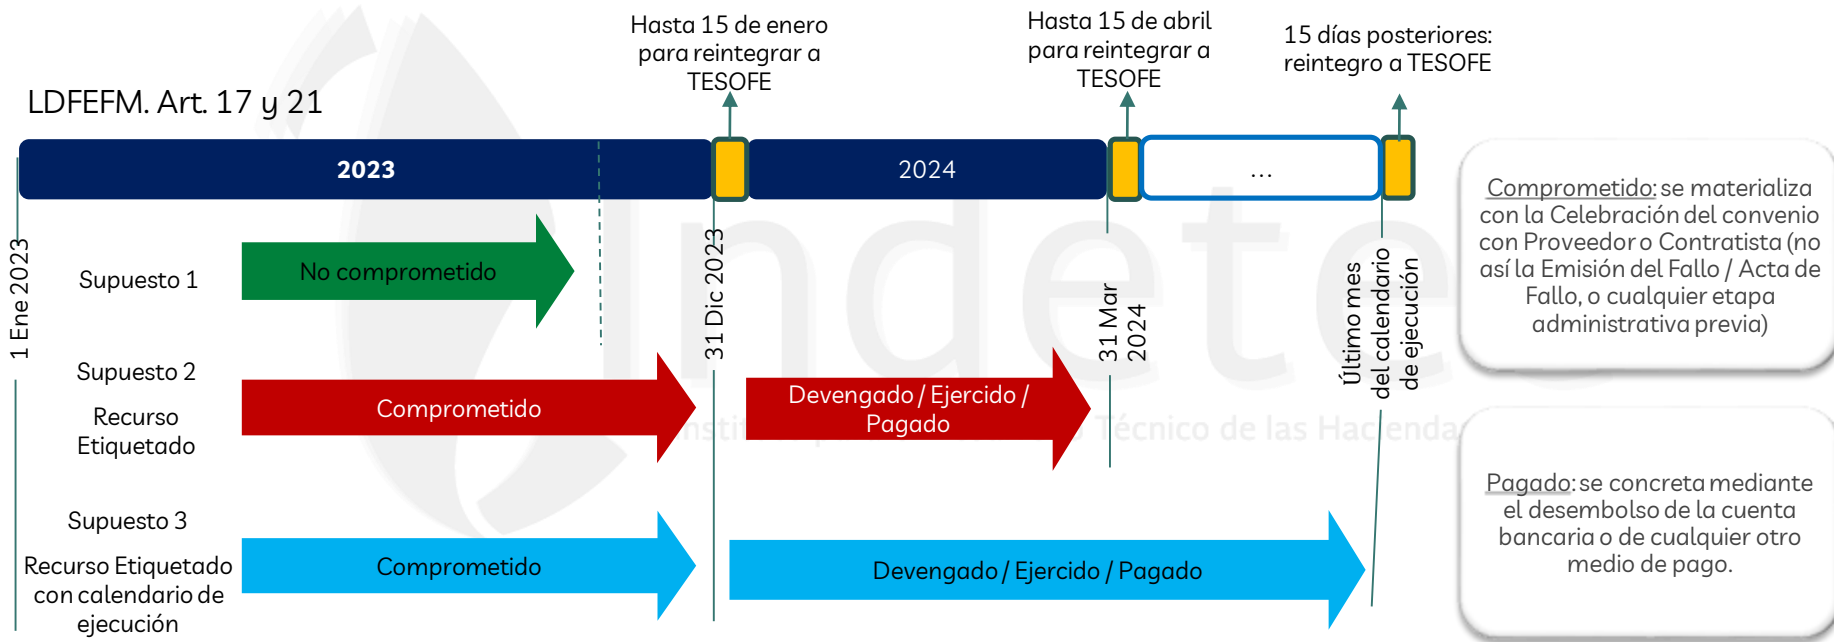 Hasta 15 de enero
para reintegrar a
TESOFE
Hasta 15 de abril
para reintegrar a
TESOFE
15 días posteriores:
reintegro a TESOFE
LDFEFM. Art. 17 y 21
2023
2024
...
1 Ene 2023
31 Dic 2023
31 Mar
2024
Último mes
del calendario
de ejecución
Supuesto 1
No comprometido
Supuesto 2
Recurso
Etiquetado
Comprometido
Devengado / Ejercido /
Pagado
Supuesto 3
Recurso Etiquetado
con calendario de
ejecución
Comprometido
Devengado / Ejercido / Pagado
Comprometido: se materializa
con la Celebración del convenio
con Proveedor o Contratista (no
así la Emisión del Fallo / Acta de
Fallo, o cualquier etapa
administrativa previa)
Pagado: se concreta mediante
el desembolso de la cuenta
bancaria o de cualquier otro
medio de pago.
Indete
Técnico de las Hacienda